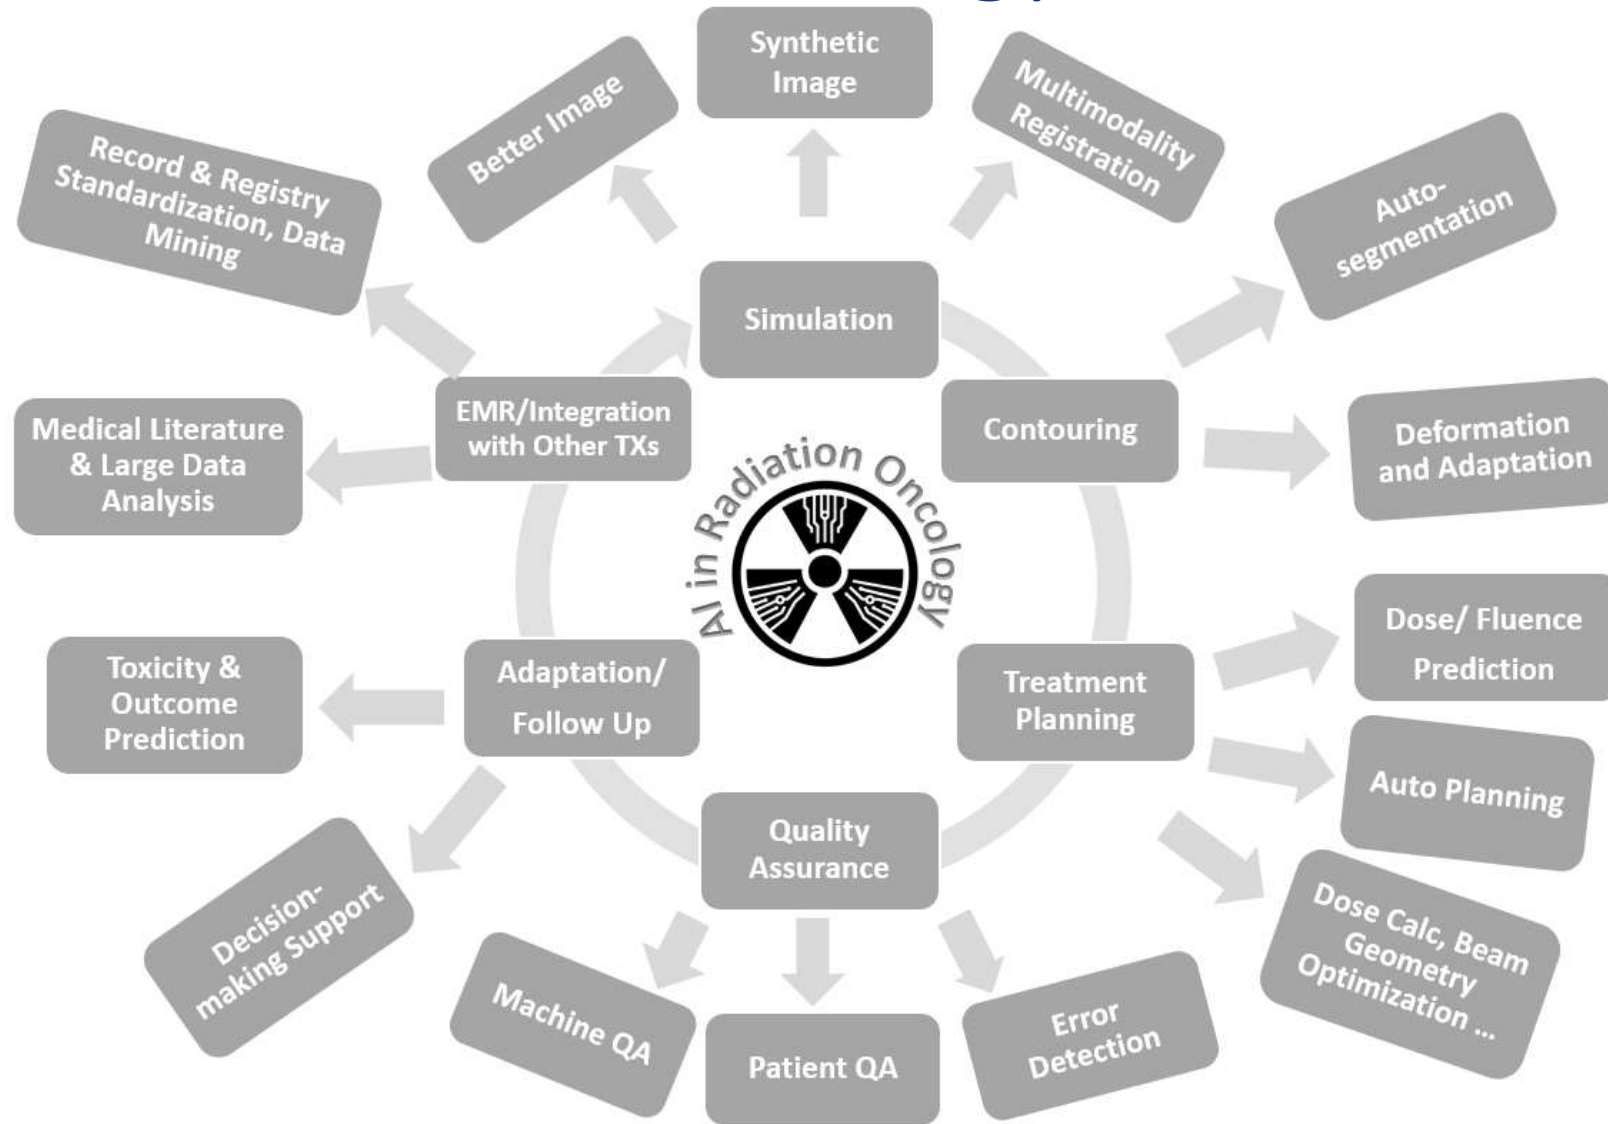 Synthetic
Image
Better Image
Multimodality
Registration
Record & Registry
Standardization, Data
Mining
Auto-
segmentation
Simulation
EMR/Integration
with Other TXs
Contouring
Medical Literature
& Large Data
Analysis
Deformation
and Adaptation
AI in Radiation Oncology
Dose/ Fluence
Prediction
Toxicity &
Outcome
Prediction
Adaptation/
Follow Up
Treatment
Planning
Auto Planning
Quality
Assurance
Decision-
making Support
Dose Calc, Beam
Geometry
Optimization ...
Machine QA
Patient QA
Error
Detection